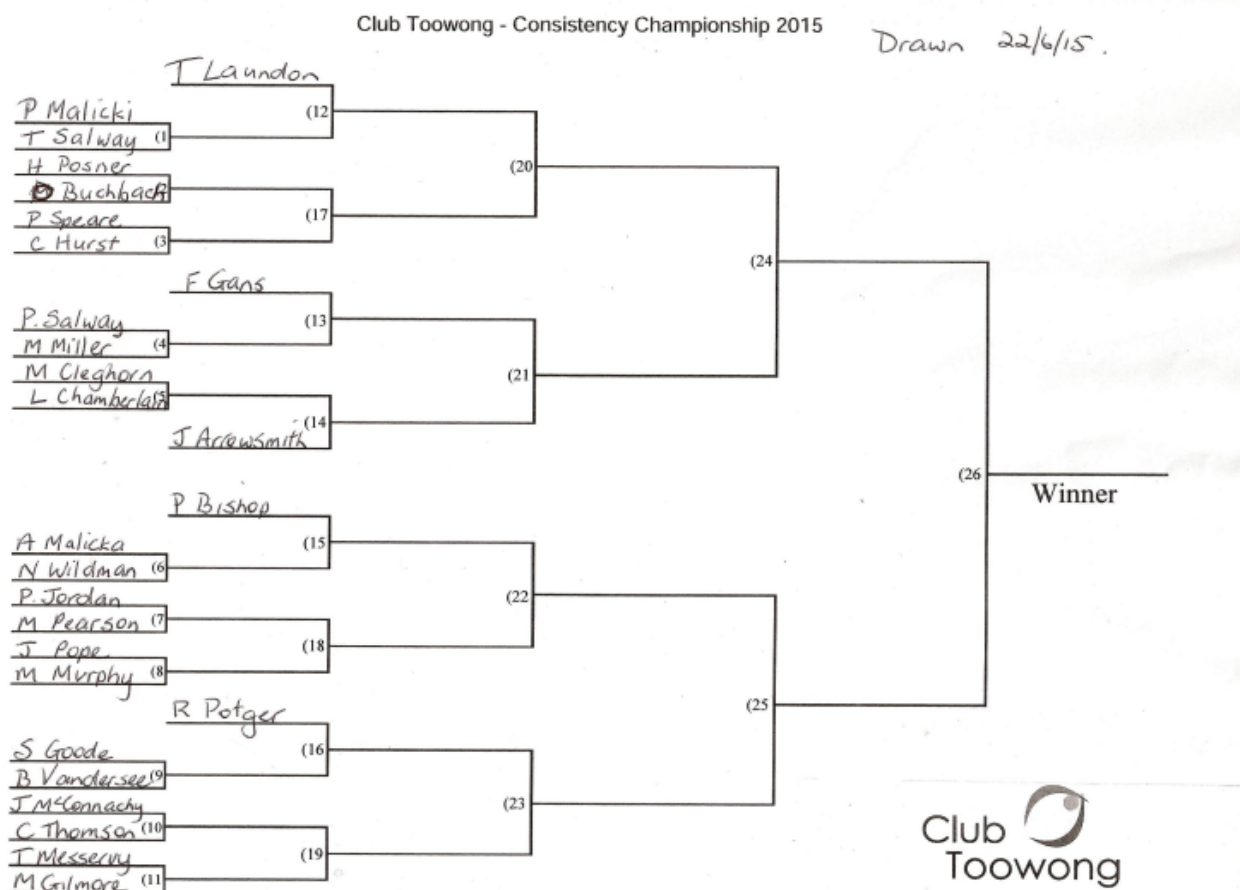 Club Toowong - Consistency Championship 2015
Drawn 22/6/15.
T Laundon
(12
P Malicki
T Salway (1
(20
H Posner
Buchbach (2
(17
P Speare
C Hurst (3
(24
F Gans
(13
P. Salway
M Miller (4
(21
M Cleghorn
L Chamberlain (5
(14
J Arrowsmith
(26
Winner
P Bishop
(15
A Malicka
N Wildman (6
(22
P. Jordan
M Pearson (7
(18
J Pope
M Murphy (8
(25
R Potger
(16
S Goode
B Vandersee (9
(23
J McConnachy
C Thomson (10
(19
T Messervy
M Gilmore (11
Club
Toowong